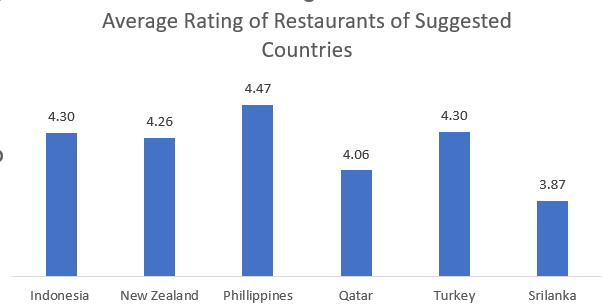 Average Rating of Restaurants of Suggested
Countries
4.30
4.26
4.47
4.06
4.30
3.87
Indonesia
New Zealand
Phillippines
Qatar
Turkey
Srilanka